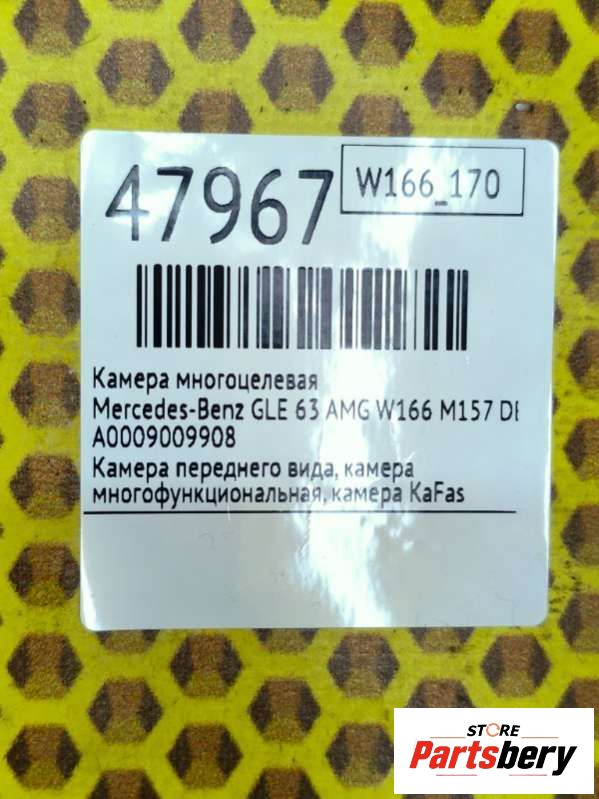 47967
W166_170
Камера многоцелевая
Mercedes-Benz GLE 63 AMG W166 M157 DE
A0009009908
Камера переднего вида, камера
многофункциональная, камера KaFas
STORE
Partsbery